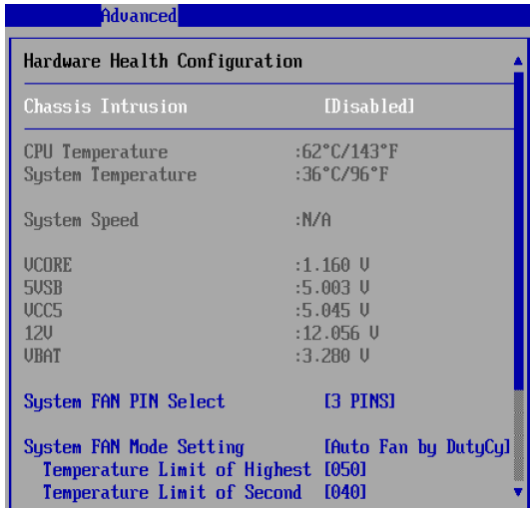 Advanced
Hardware Health Configuration
Chassis Intrusion [Disabled]
CPU Temperature :62°C/143°F
System Temperature :36°C/96°F
System Speed :N/A
VCORE :1.160 V
5VSB :5.003 V
VCC5 :5.045 V
12V :12.056 V
VBAT :3.280 V
System FAN PIN Select [3 PINS]
System FAN Mode Setting [Auto Fan by DutyCy]
Temperature Limit of Highest [050]
Temperature Limit of Second [040]